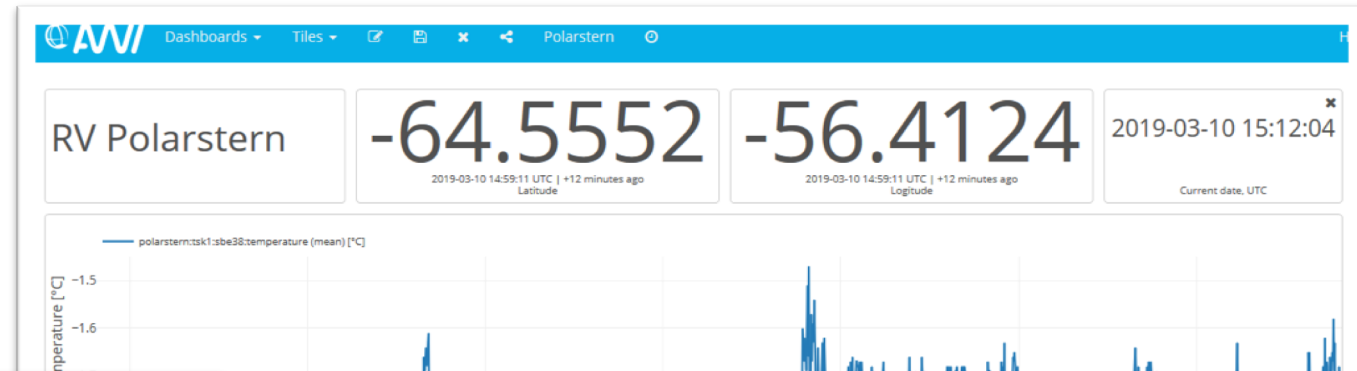 AWI Dashboards Tiles Polarstern
RV Polarstern
-64.5552
2019-03-10 14:59:11 UTC | +12 minutes ago
Latitude
-56.4124
2019-03-10 14:59:11 UTC | +12 minutes ago
Logitude
2019-03-10 15:12:04
Current date, UTC
polarstern:tsk1:sbe38:temperature (mean) [°C]
−1.5
−1.6